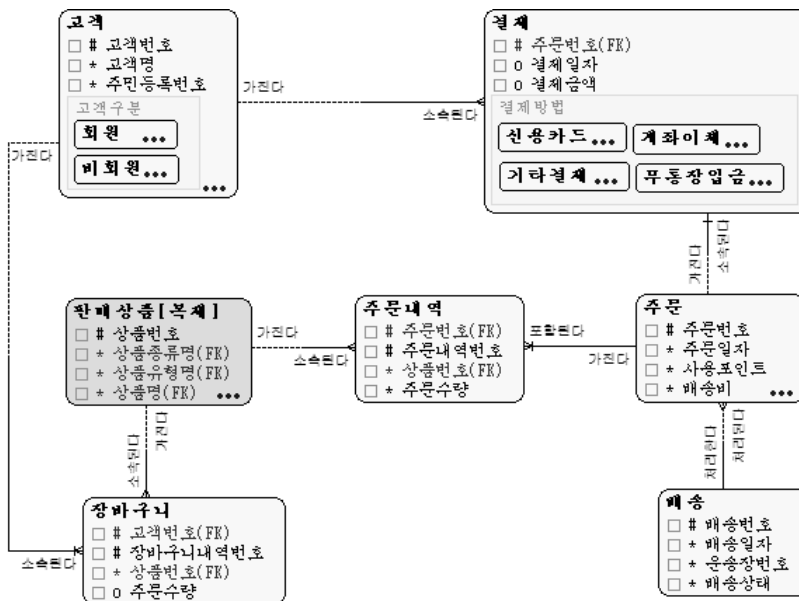 고객
# 고객번호
* 고객명
* 주민등록번호
고객구분
회원 ...
비회원...
...
가진다
소속된다
결재
# 주문번호(FK)
o 결제일자
o 결제금액
결제방법
신용카드...
계좌이체...
기타결제 ...
무통장입금...
가진다
가진다
소속된다
판매상품[복제]
# 상품번호
* 상품종류명(FK)
* 상품유형명(FK)
* 상품명(FK) ...
가진다
소속된다
주문내역
# 주문번호(FK)
# 주문내역번호
* 상품번호(FK)
* 주문수량
포함된다
가진다
주문
# 주문번호
* 주문일자
* 사용포인트
* 배송비 ...
소속된다
가진다
처리한다
처리된다
장바구니
# 고객번호(FK)
# 장바구니내역번호
* 상품번호(FK)
o 주문수량
소속된다
배송
# 배송번호
* 배송일자
* 운송장번호
* 배송상태